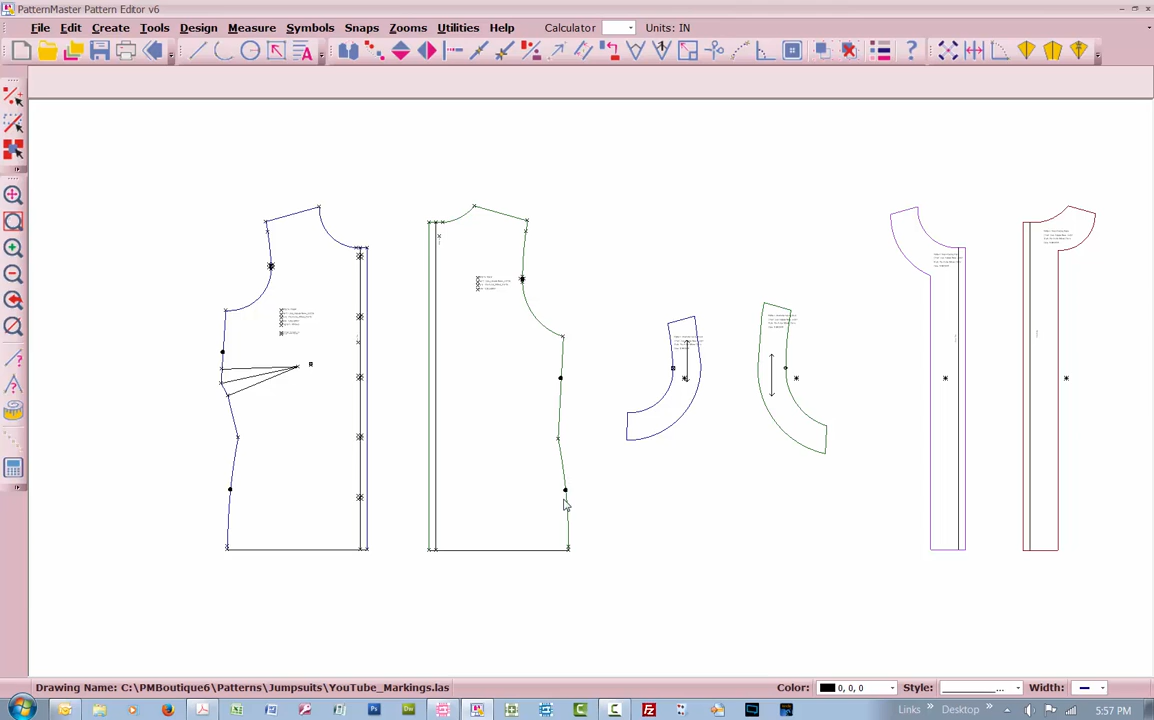 PatternMaster Pattern Editor v6
File Edit Create Tools Design Measure Symbols Snaps Zooms Utilities Help Calculator Units: IN
Drawing Name: C:\PMBoutique6\Patterns\Jumpsuits\YouTube_Markings.las Color: 0, 0, 0 Style: ... Width:
Links » Desktop » 5:57 PM